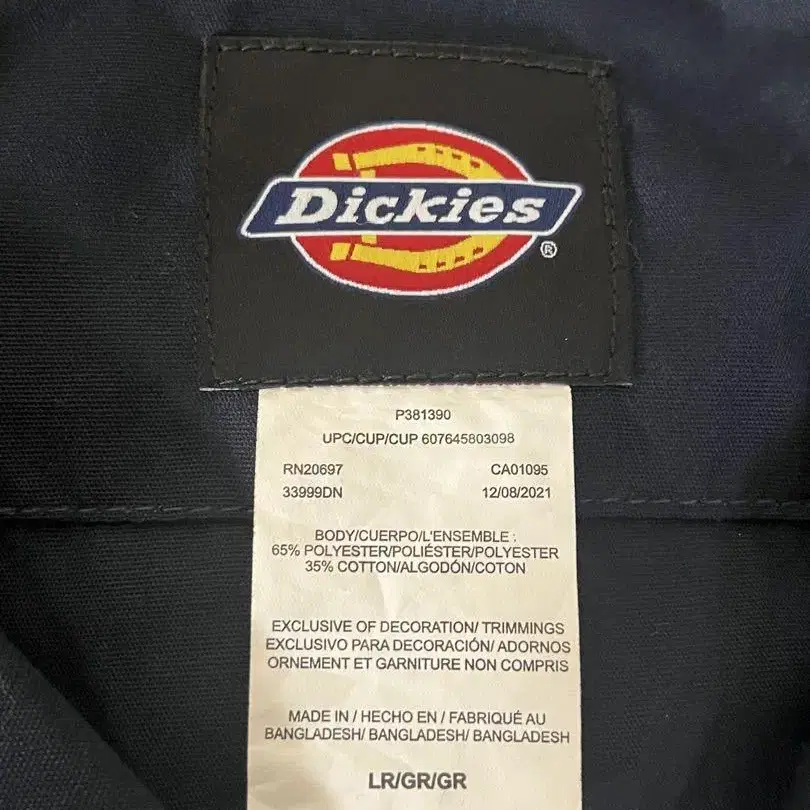 Dickies®
P381390
UPC/CUP/CUP 607645803098
RN20697 CA01095
33999DN 12/08/2021
BODY/CUERPO/L'ENSEMBLE :
65% POLYESTER/POLIÉSTER/POLYESTER
35% COTTON/ALGODÓN/COTON
EXCLUSIVE OF DECORATION/ TRIMMINGS
EXCLUSIVO PARA DECORACIÓN/ ADORNOS
ORNEMENT ET GARNITURE NON COMPRIS
MADE IN / HECHO EN / FABRIQUÉ AU
BANGLADESH/ BANGLADESH/ BANGLADESH
LR/GR/GR